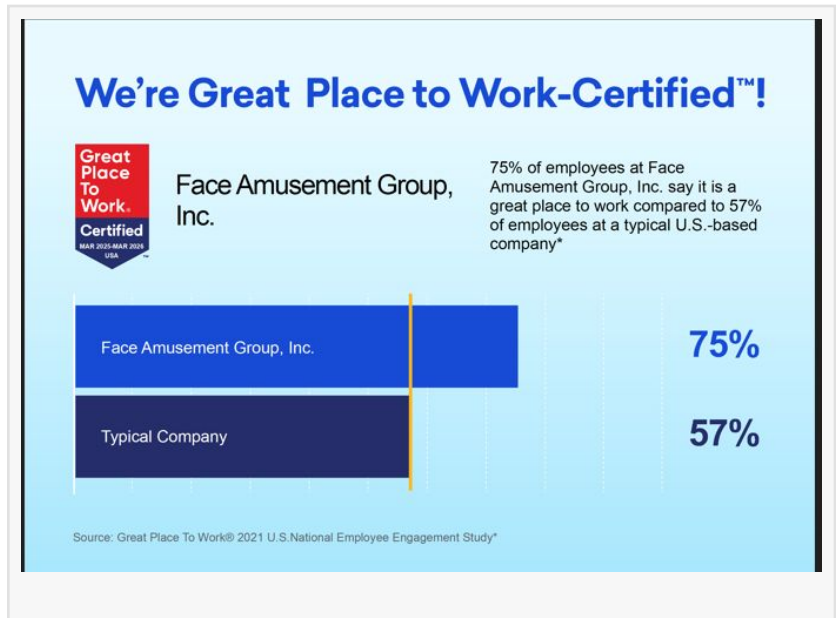 We're Great Place to Work-Certified™!
Great
Place
To
Work.
Certified
MAR 2025-MAR 2026
USA
™
Face Amusement Group,
Inc.
75% of employees at Face
Amusement Group, Inc. say it is a
great place to work compared to 57%
of employees at a typical U.S.-based
company*
Face Amusement Group, Inc.
75%
Typical Company
57%
Source: Great Place To Work® 2021 U.S.National Employee Engagement Study*